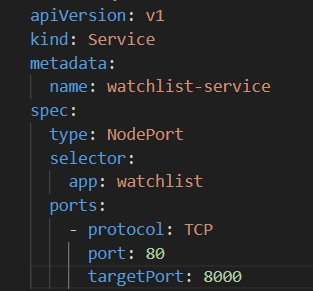 apiVersion: v1
kind: Service
metadata:
  name: watchlist-service
spec:
  type: NodePort
  selector:
    app: watchlist
  ports:
    - protocol: TCP
      port: 80
      targetPort: 8000